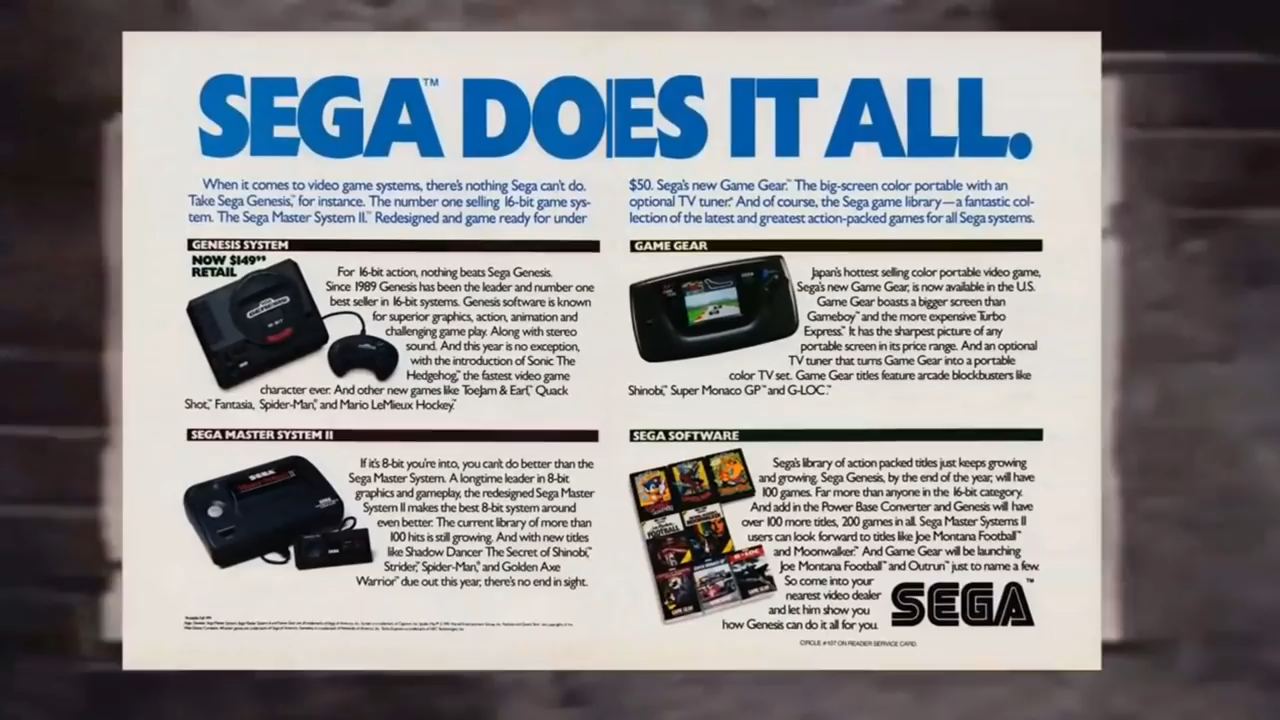 SEGA™ DOES IT ALL.
When it comes to video game systems, there's nothing Sega can't do.
Take Sega Genesis,™ for instance. The number one selling 16-bit game sys-
tem. The Sega Master System II.™ Redesigned and game ready for under
$50. Sega's new Game Gear.™ The big-screen color portable with an
optional TV tuner.* And of course, the Sega game library—a fantastic col-
lection of the latest and greatest action-packed games for all Sega systems.
GENESIS SYSTEM
NOW $149⁹⁹
RETAIL
For 16-bit action, nothing beats Sega Genesis.
Since 1989 Genesis has been the leader and number one
best seller in 16-bit systems. Genesis software is known
for superior graphics, action, animation and
challenging game play. Along with stereo
sound. And this year is no exception,
with the introduction of Sonic The
Hedgehog,™ the fastest video game
character ever. And other new games like ToeJam & Earl,™ Quack
Shot,™ Fantasia, Spider-Man,™ and Mario LeMieux Hockey.™
GAME GEAR
Japan's hottest selling color portable video game,
Sega's new Game Gear, is now available in the U.S.
Game Gear boasts a bigger screen than
Gameboy™ and the more expensive Turbo
Express.™ It has the sharpest picture of any
portable screen in its price range. And an optional
TV tuner that turns Game Gear into a portable
color TV set. Game Gear titles feature arcade blockbusters like
Shinobi,™ Super Monaco GP™ and G-LOC.™
SEGA MASTER SYSTEM II
If it's 8-bit you're into, you can't do better than the
Sega Master System. A longtime leader in 8-bit
graphics and gameplay, the redesigned Sega Master
System II makes the best 8-bit system around
even better. The current library of more than
100 hits is still growing. And with new titles
like Shadow Dancer The Secret of Shinobi,™
Strider,™ Spider-Man,™ and Golden Axe
Warrior™ due out this year, there's no end in sight.
SEGA SOFTWARE
Sega's library of action packed titles just keeps growing
and growing. Sega Genesis, by the end of the year, will have
100 games. Far more than anyone in the 16-bit category.
And add in the Power Base Converter and Genesis will have
over 100 more titles, 200 games in all. Sega Master Systems II
users can look forward to titles like Joe Montana Football™
and Moonwalker.™ And Game Gear will be launching
Joe Montana Football™ and Outrun™ just to name a few.
So come into your
nearest video dealer
and let him show you
how Genesis can do it all for you.
SEGA™
CIRCLE #107 ON READER SERVICE CARD.